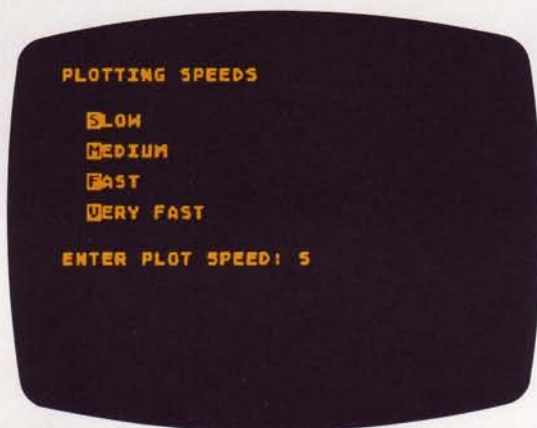 PLOTTING SPEEDS
SLOW
MEDIUM
FAST
VERY FAST
ENTER PLOT SPEED: S